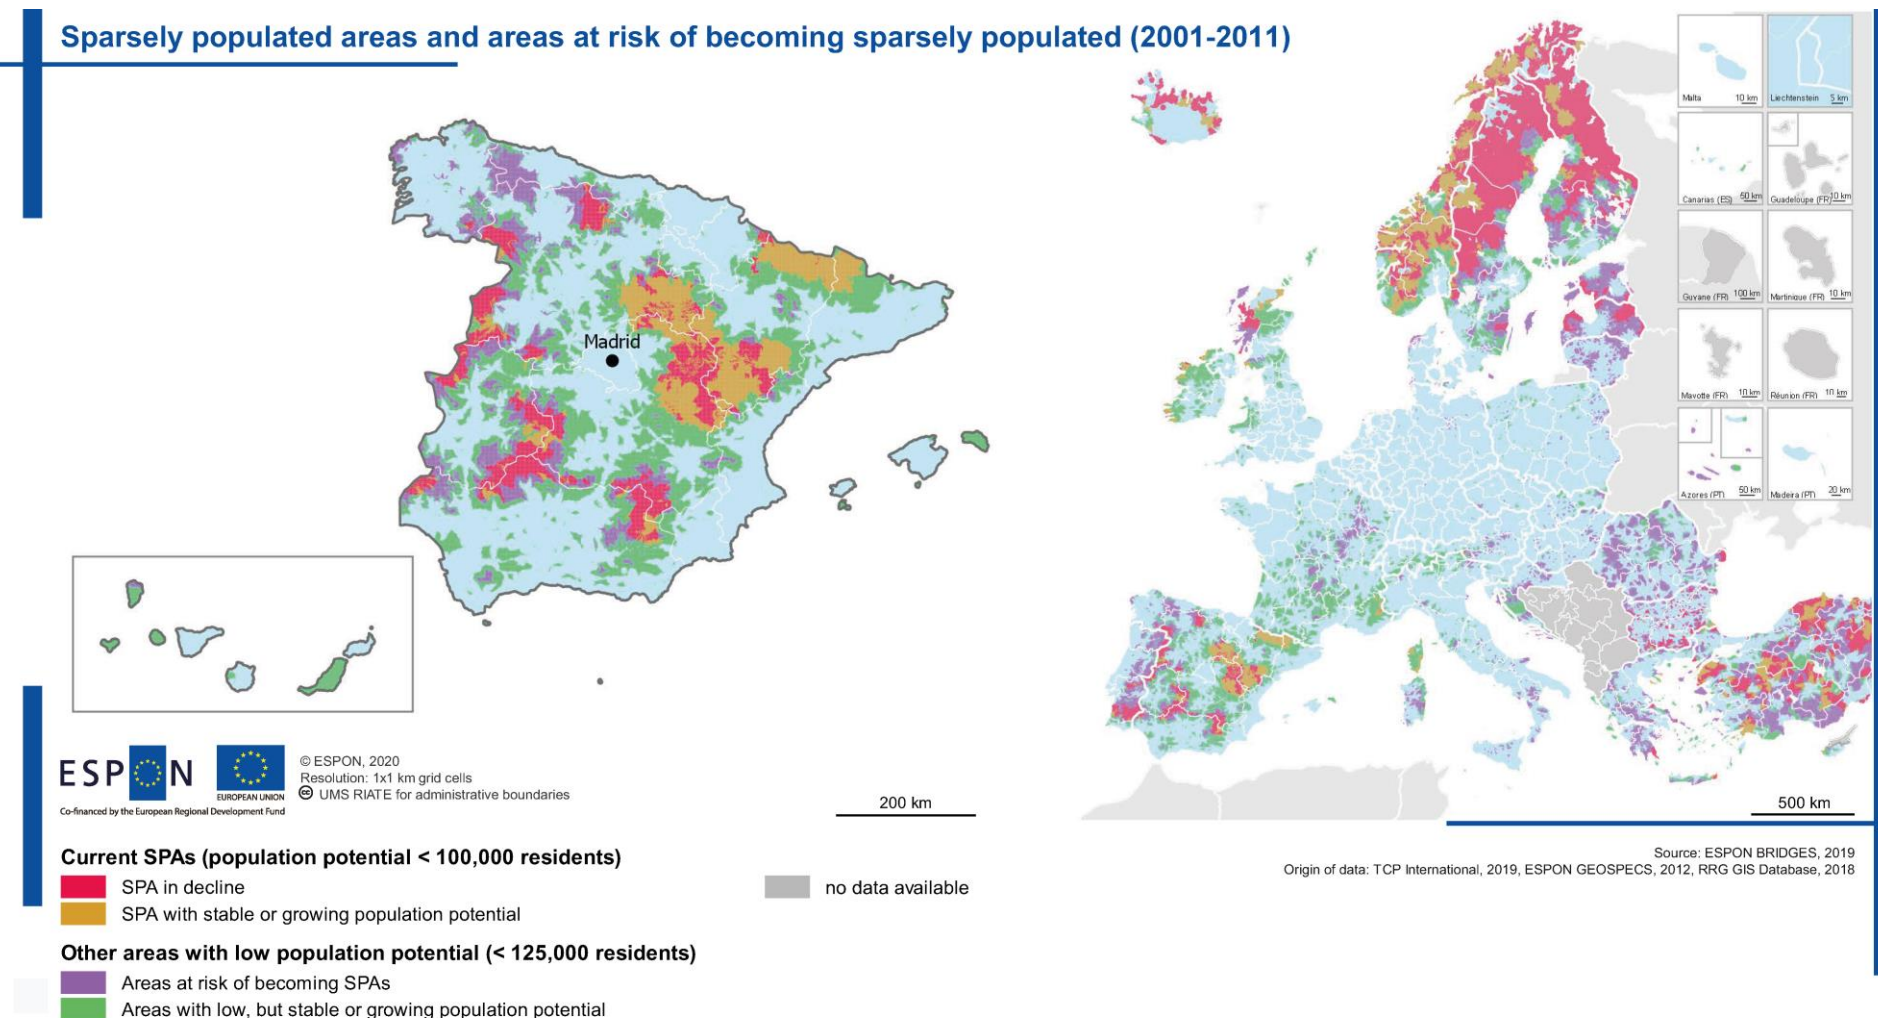 Sparsely populated areas and areas at risk of becoming sparsely populated (2001-2011)
Madrid
Malta 10 km
Liechtenstein 5 km
Canarias (ES) 50 km
Guadeloupe (FR) 10 km
Guyane (FR) 100 km
Martinique (FR) 10 km
Mayotte (FR) 10 km
Réunion (FR) 10 km
Azores (PT) 50 km
Madeira (PT) 20 km
ESPON
EUROPEAN UNION
Co-financed by the European Regional Development Fund
© ESPON, 2020
Resolution: 1x1 km grid cells
cc UMS RIATE for administrative boundaries
200 km
500 km
Source: ESPON BRIDGES, 2019
Origin of data: TCP International, 2019, ESPON GEOSPECS, 2012, RRG GIS Database, 2018
Current SPAs (population potential < 100,000 residents)
SPA in decline
SPA with stable or growing population potential
no data available
Other areas with low population potential (< 125,000 residents)
Areas at risk of becoming SPAs
Areas with low, but stable or growing population potential